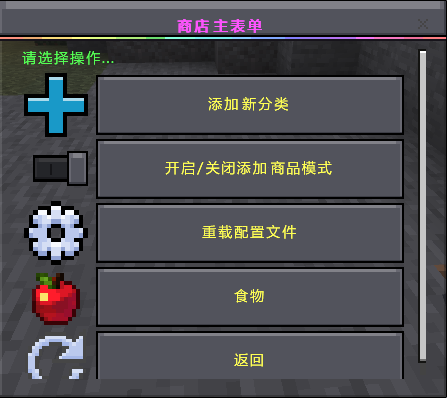 商店主表单
请选择操作...
添加新分类
开启/关闭添加商品模式
重载配置文件
食物
返回